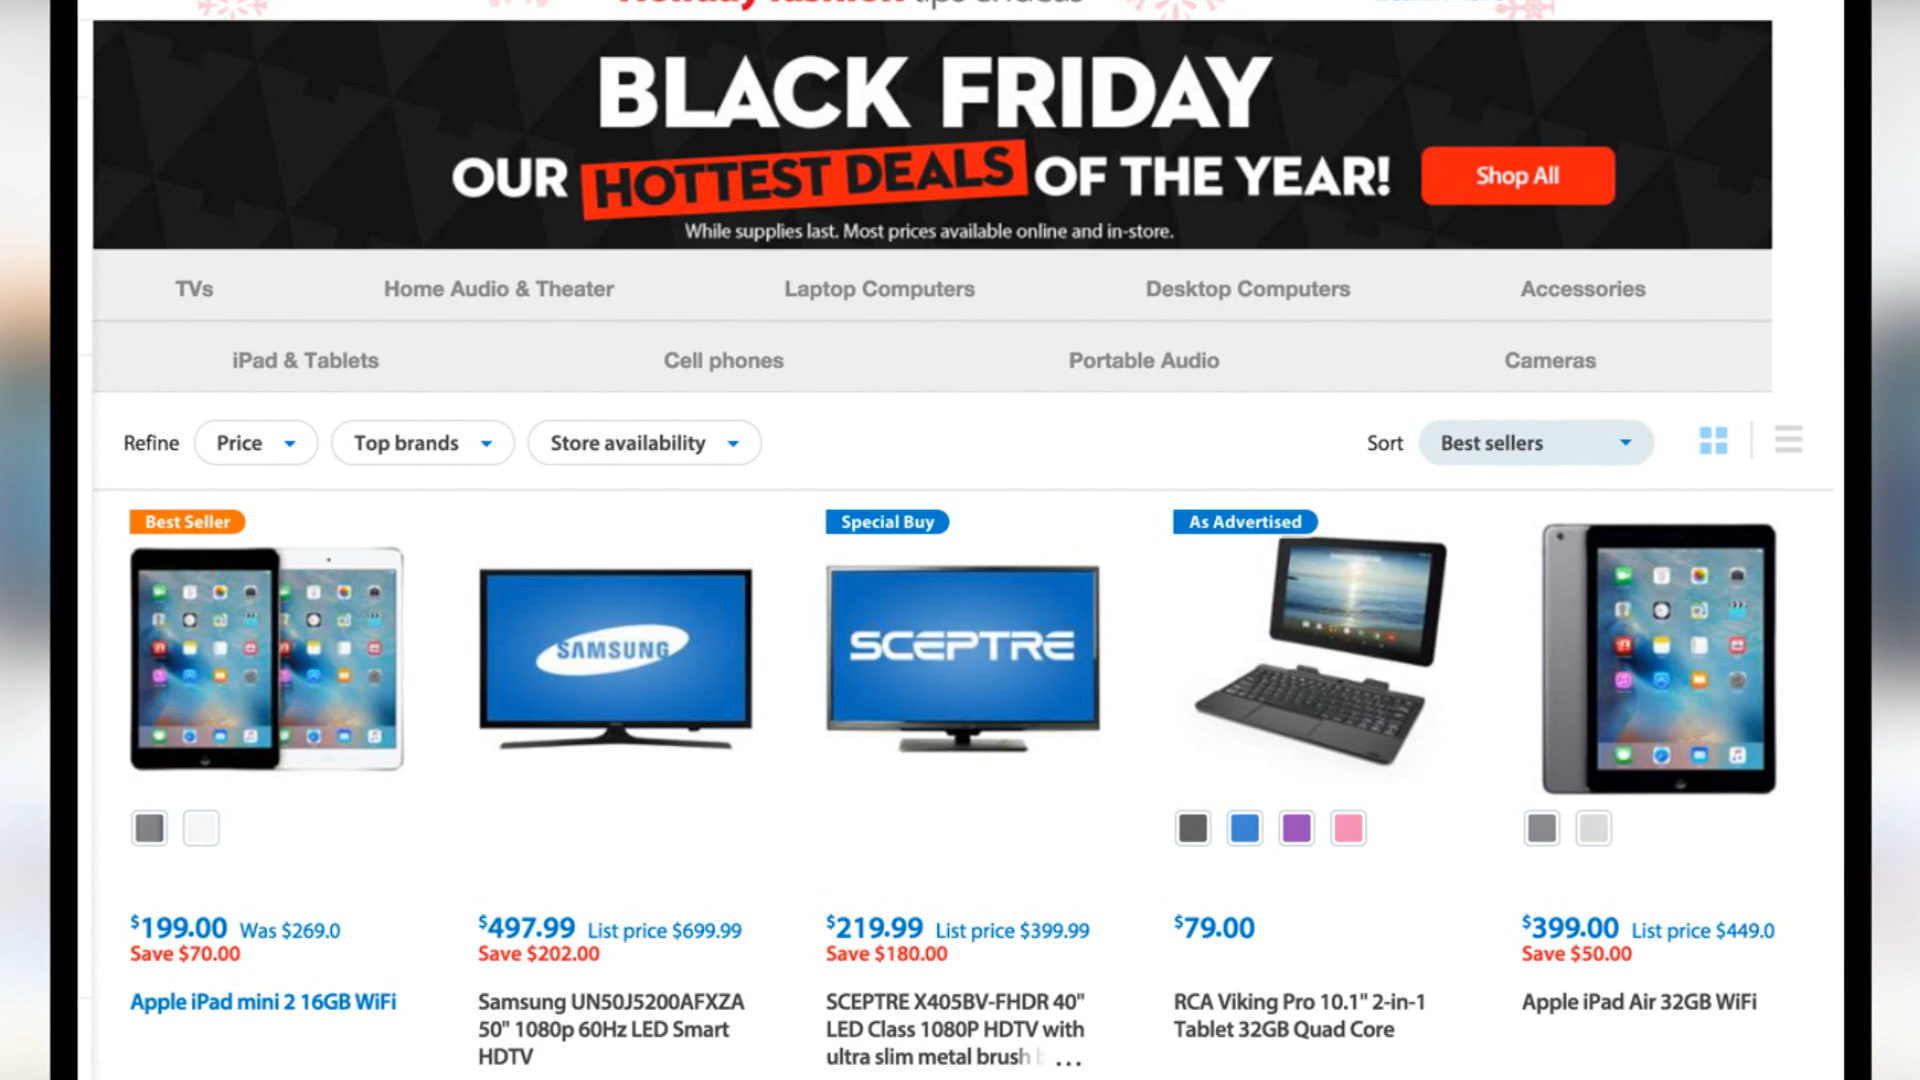 Holiday fashion tips & ideas
Learn More
BLACK FRIDAY
OUR HOTTEST DEALS OF THE YEAR!
Shop All
While supplies last. Most prices available online and in-store.
TVs Home Audio & Theater Laptop Computers Desktop Computers Accessories
iPad & Tablets Cell phones Portable Audio Cameras
Refine Price Top brands Store availability Sort Best sellers
Best Seller Special Buy As Advertised
SAMSUNG SCEPTRE
$199.00 Was $269.0 $497.99 List price $699.99 $219.99 List price $399.99 $79.00 $399.00 List price $449.0
Save $70.00 Save $202.00 Save $180.00 Save $50.00
Apple iPad mini 2 16GB WiFi
Samsung UN50J5200AFXZA
50" 1080p 60Hz LED Smart
HDTV
SCEPTRE X405BV-FHDR 40"
LED Class 1080P HDTV with
ultra slim metal brush ...
RCA Viking Pro 10.1" 2-in-1
Tablet 32GB Quad Core
Apple iPad Air 32GB WiFi